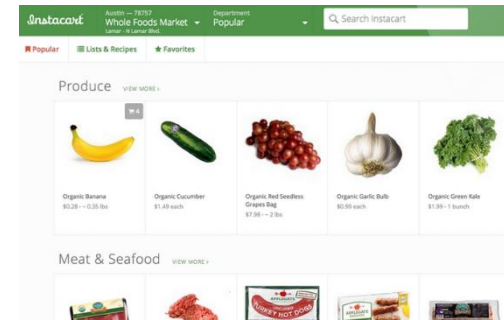 Instacart
Austin — 78757
Whole Foods Market
Lamar - N Lamar Blvd.
Department
Popular
Search Instacart
Popular
Lists & Recipes
Favorites
Produce VIEW MORE ›
4
Organic Banana
$0.28 - ~ 0.35 lbs
Organic Cucumber
$1.49 each
Organic Red Seedless
Grapes Bag
$7.98 - ~ 2 lbs
Organic Garlic Bulb
$0.99 each
Organic Green Kale
$1.99 - 1 bunch
Meat & Seafood VIEW MORE ›
APPLEGATE
TURKEY HOT DOGS
APPLEGATE